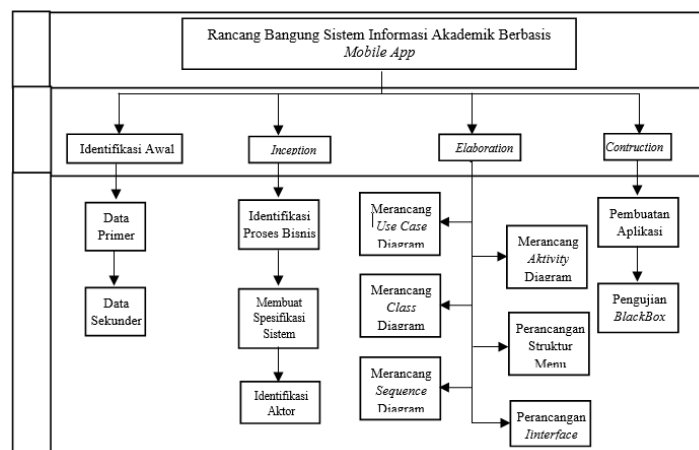 Rancang Bangung Sistem Informasi Akademik Berbasis
Mobile App
Identifikasi Awal
Inception
Elaboration
Contruction
Data
Primer
Data
Sekunder
Identifikasi
Proses Bisnis
Membuat
Spesifikasi
Sistem
Identifikasi
Aktor
Merancang
Use Case
Diagram
Merancang
Class
Diagram
Merancang
Sequence
Diagram
Merancang
Aktivity
Diagram
Perancangan
Struktur
Menu
Perancangan
Iinterface
Pembuatan
Aplikasi
Pengujian
BlackBox